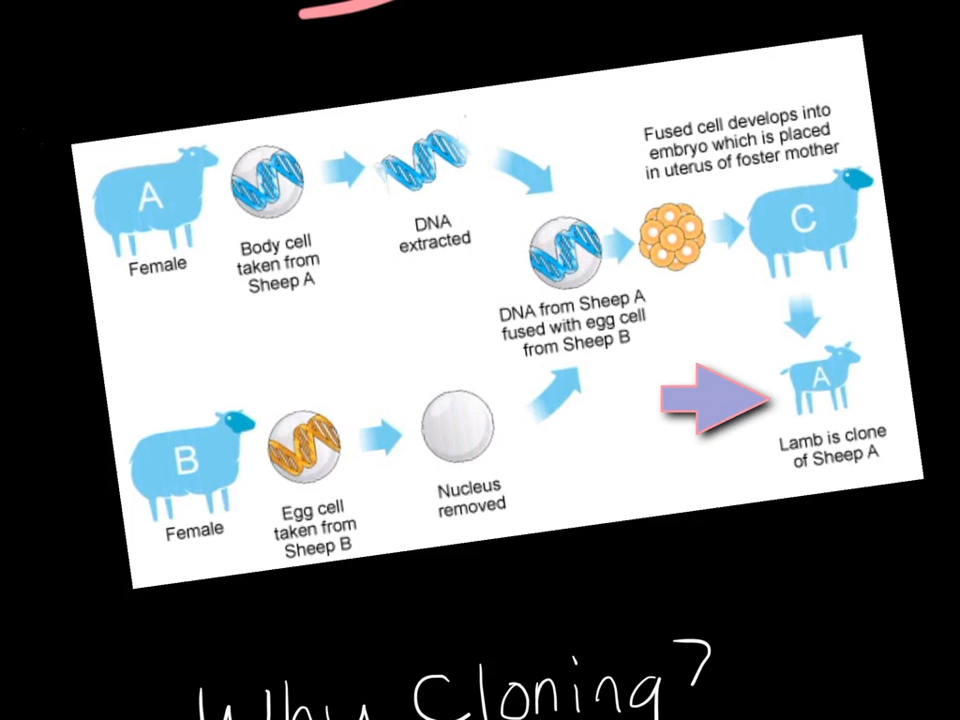 A
Female
Body cell
taken from
Sheep A
DNA
extracted
Fused cell develops into
embryo which is placed
in uterus of foster mother
C
DNA from Sheep A
fused with egg cell
from Sheep B
B
Female
Egg cell
taken from
Sheep B
Nucleus
removed
A
Lamb is clone
of Sheep A
Why Cloning?